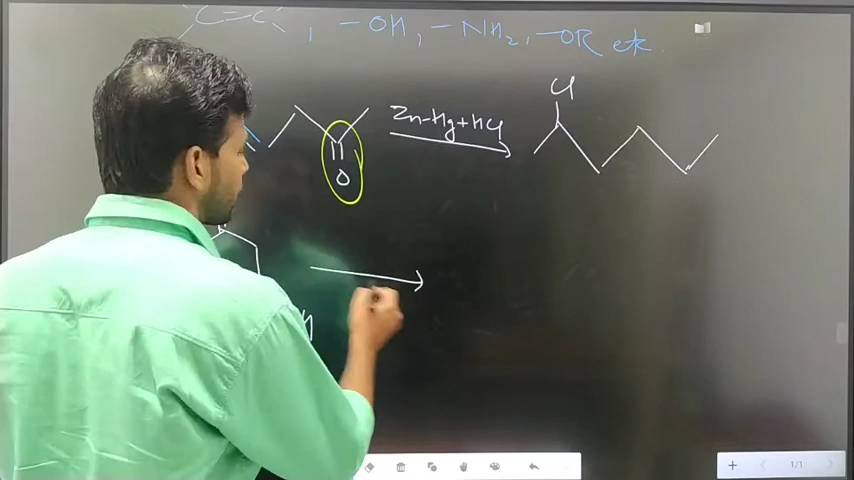 C=C, -OH, -NH₂, -OR etc.
Cl
Zn-Hg+HCl
O
1/1